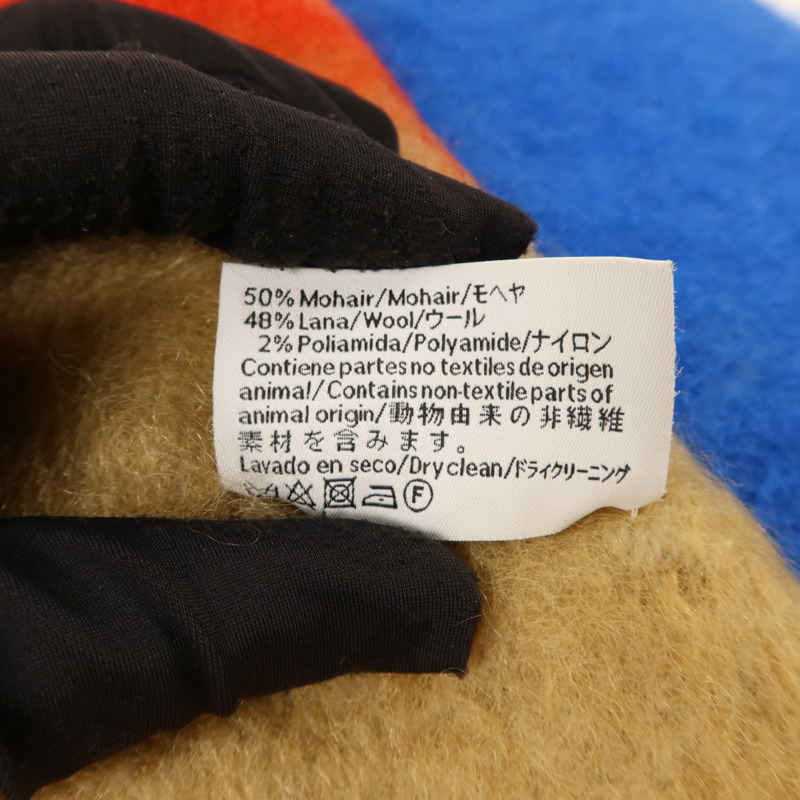 50% Mohair/Mohair/モヘヤ
48% Lana/Wool/ウール
2% Poliamida/Polyamide/ナイロン
Contiene partes no textiles de origen
animal/Contains non-textile parts of
animal origin/動物由来の非繊維
素材を含みます。
Lavado en seco/Dry clean/ドライクリーニング
F